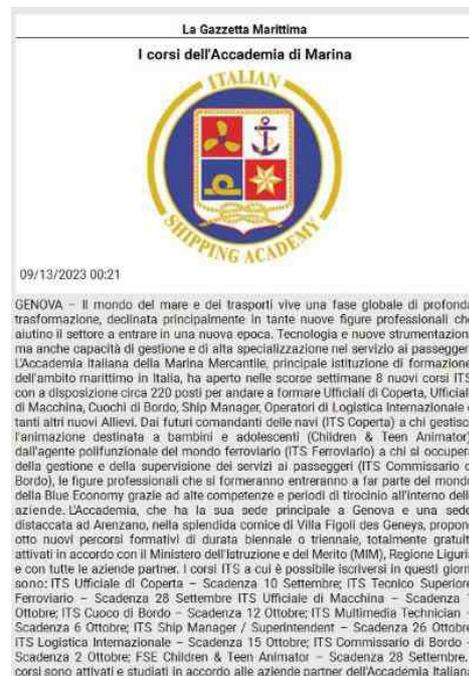 La Gazzetta Marittima
I corsi dell'Accademia di Marina
ITALIAN
SHIPPING ACADEMY
09/13/2023 00:21
GENOVA – Il mondo del mare e dei trasporti vive una fase globale di profonda
trasformazione, declinata principalmente in tante nuove figure professionali che
aiutino il settore a entrare in una nuova epoca. Tecnologia e nuove strumentazion
ma anche capacità di gestione e di alta specializzazione nel servizio ai passegger
L'Accademia Italiana della Marina Mercantile, principale istituzione di formazione
dell'ambito marittimo in Italia, ha aperto nelle scorse settimane 8 nuovi corsi ITS
con a disposizione circa 220 posti per andare a formare Ufficiali di Coperta, Ufficial
di Macchina, Cuochi di Bordo, Ship Manager, Operatori di Logistica Internazionale
tanti altri nuovi Allievi. Dai futuri comandanti delle navi (ITS Coperta) a chi gestisc
l'animazione destinata a bambini e adolescenti (Children & Teen Animator)
dall'agente polifunzionale del mondo ferroviario (ITS Ferroviario) a chi si occuper
della gestione e della supervisione dei servizi ai passeggeri (ITS Commissario d
Bordo), le figure professionali che si formeranno entreranno a far parte del mondo
della Blue Economy grazie ad alte competenze e periodi di tirocinio all'interno dell
aziende. L'Accademia, che ha la sua sede principale a Genova e una sede
distaccata ad Arenzano, nella splendida cornice di Villa Figoli des Geneys, propon
otto nuovi percorsi formativi di durata biennale o triennale, totalmente gratuit
attivati in accordo con il Ministero dell'Istruzione e del Merito (MIM), Regione Liguri
e con tutte le aziende partner. I corsi ITS a cui è possibile iscriversi in questi giorn
sono: ITS Ufficiale di Coperta – Scadenza 10 Settembre; ITS Tecnico Superiore
Ferroviario – Scadenza 28 Settembre ITS Ufficiale di Macchina – Scadenza 1
Ottobre; ITS Cuoco di Bordo – Scadenza 12 Ottobre; ITS Multimedia Technician
Scadenza 6 Ottobre; ITS Ship Manager / Superintendent – Scadenza 26 Ottobre
ITS Logistica Internazionale – Scadenza 15 Ottobre; ITS Commissario di Bordo –
Scadenza 2 Ottobre; FSE Children & Teen Animator – Scadenza 28 Settembre.
corsi sono attivati e studiati in accordo alle aziende partner dell'Accademia Italiana